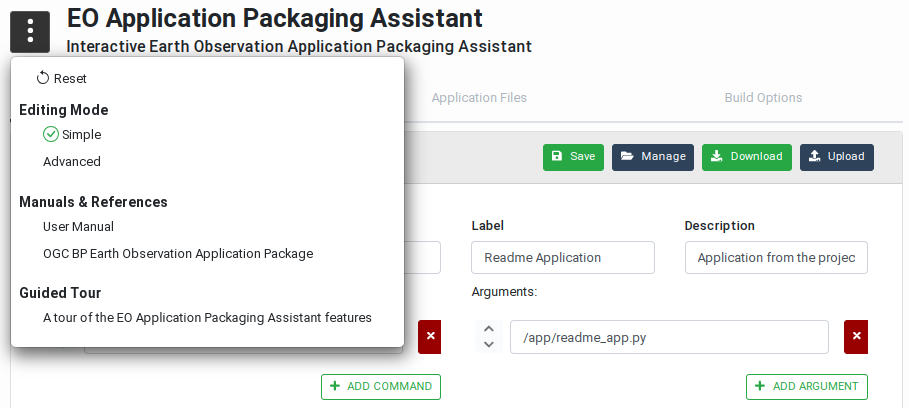 EO Application Packaging Assistant
Interactive Earth Observation Application Packaging Assistant
Reset
Editing Mode
Simple
Advanced
Manuals & References
User Manual
OGC BP Earth Observation Application Package
Guided Tour
A tour of the EO Application Packaging Assistant features
Application Files
Build Options
Save
Manage
Download
Upload
Label
Description
Readme Application
Application from the projec
Arguments:
/app/readme_app.py
ADD COMMAND
ADD ARGUMENT